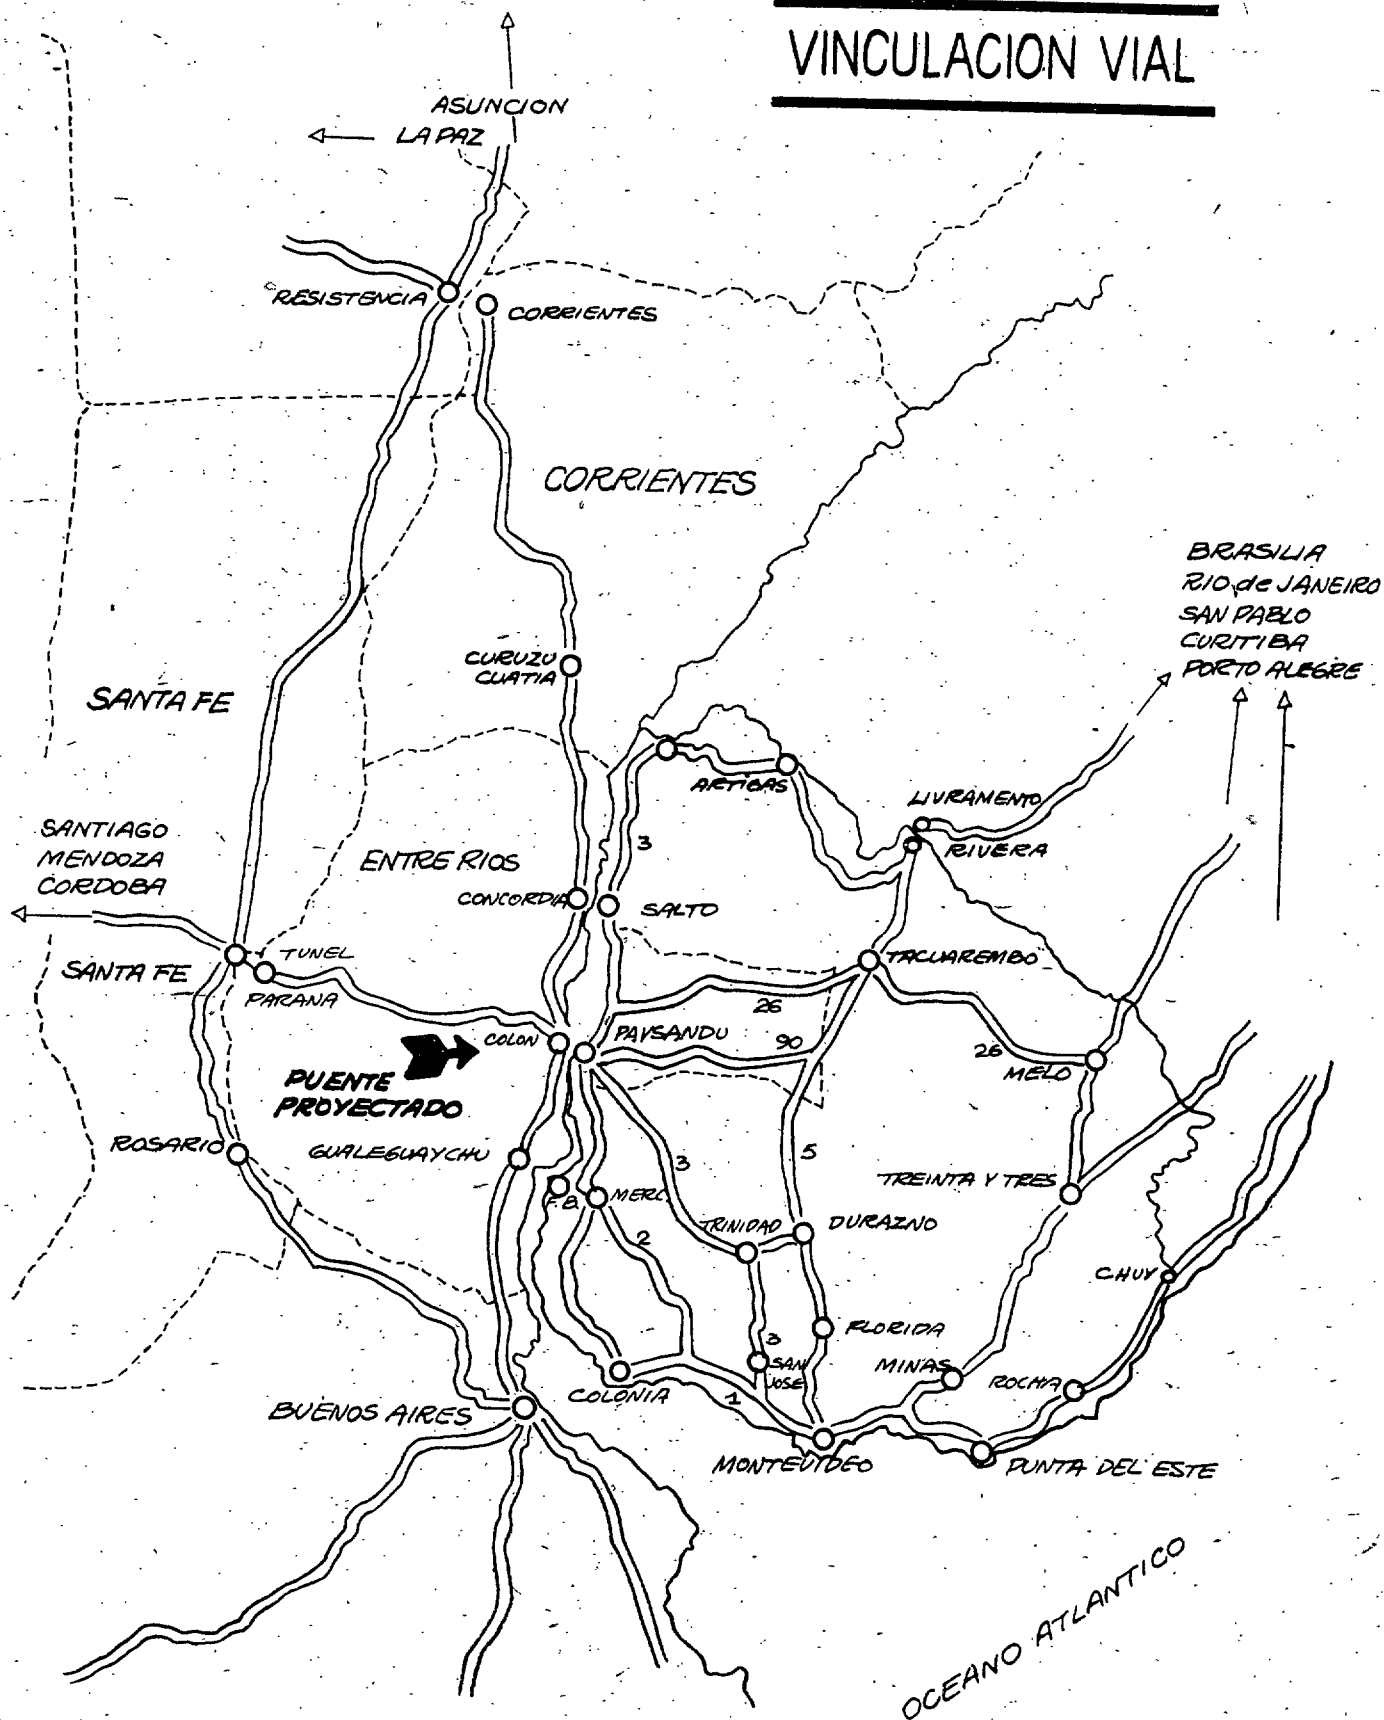 VINCULACION VIAL
ASUNCION
LA PAZ
RESISTENCIA
CORRIENTES
CORRIENTES
BRASILIA
RIO de JANEIRO
SAN PABLO
CURITIBA
PORTO ALEGRE
CURUZU
CUATIA
SANTA FE
ARTIGAS
LIVRAMENTO
RIVERA
3
SANTIAGO
MENDOZA
CORDOBA
ENTRE RIOS
CONCORDIA
SALTO
TUNEL
SANTA FE
PARANA
TACUAREMBO
26
COLON
PAYSANDU
90
26
MELO
PUENTE
PROYECTADO
ROSARIO
GUALEGUAYCHU
3
5
F.B.
MERC.
TREINTA Y TRES
TRINIDAD
DURAZNO
2
CHUY
FLORIDA
3
SAN
JOSE
MINAS
ROCHA
COLONIA
1
BUENOS AIRES
MONTEVIDEO
PUNTA DEL ESTE
OCEANO ATLANTICO